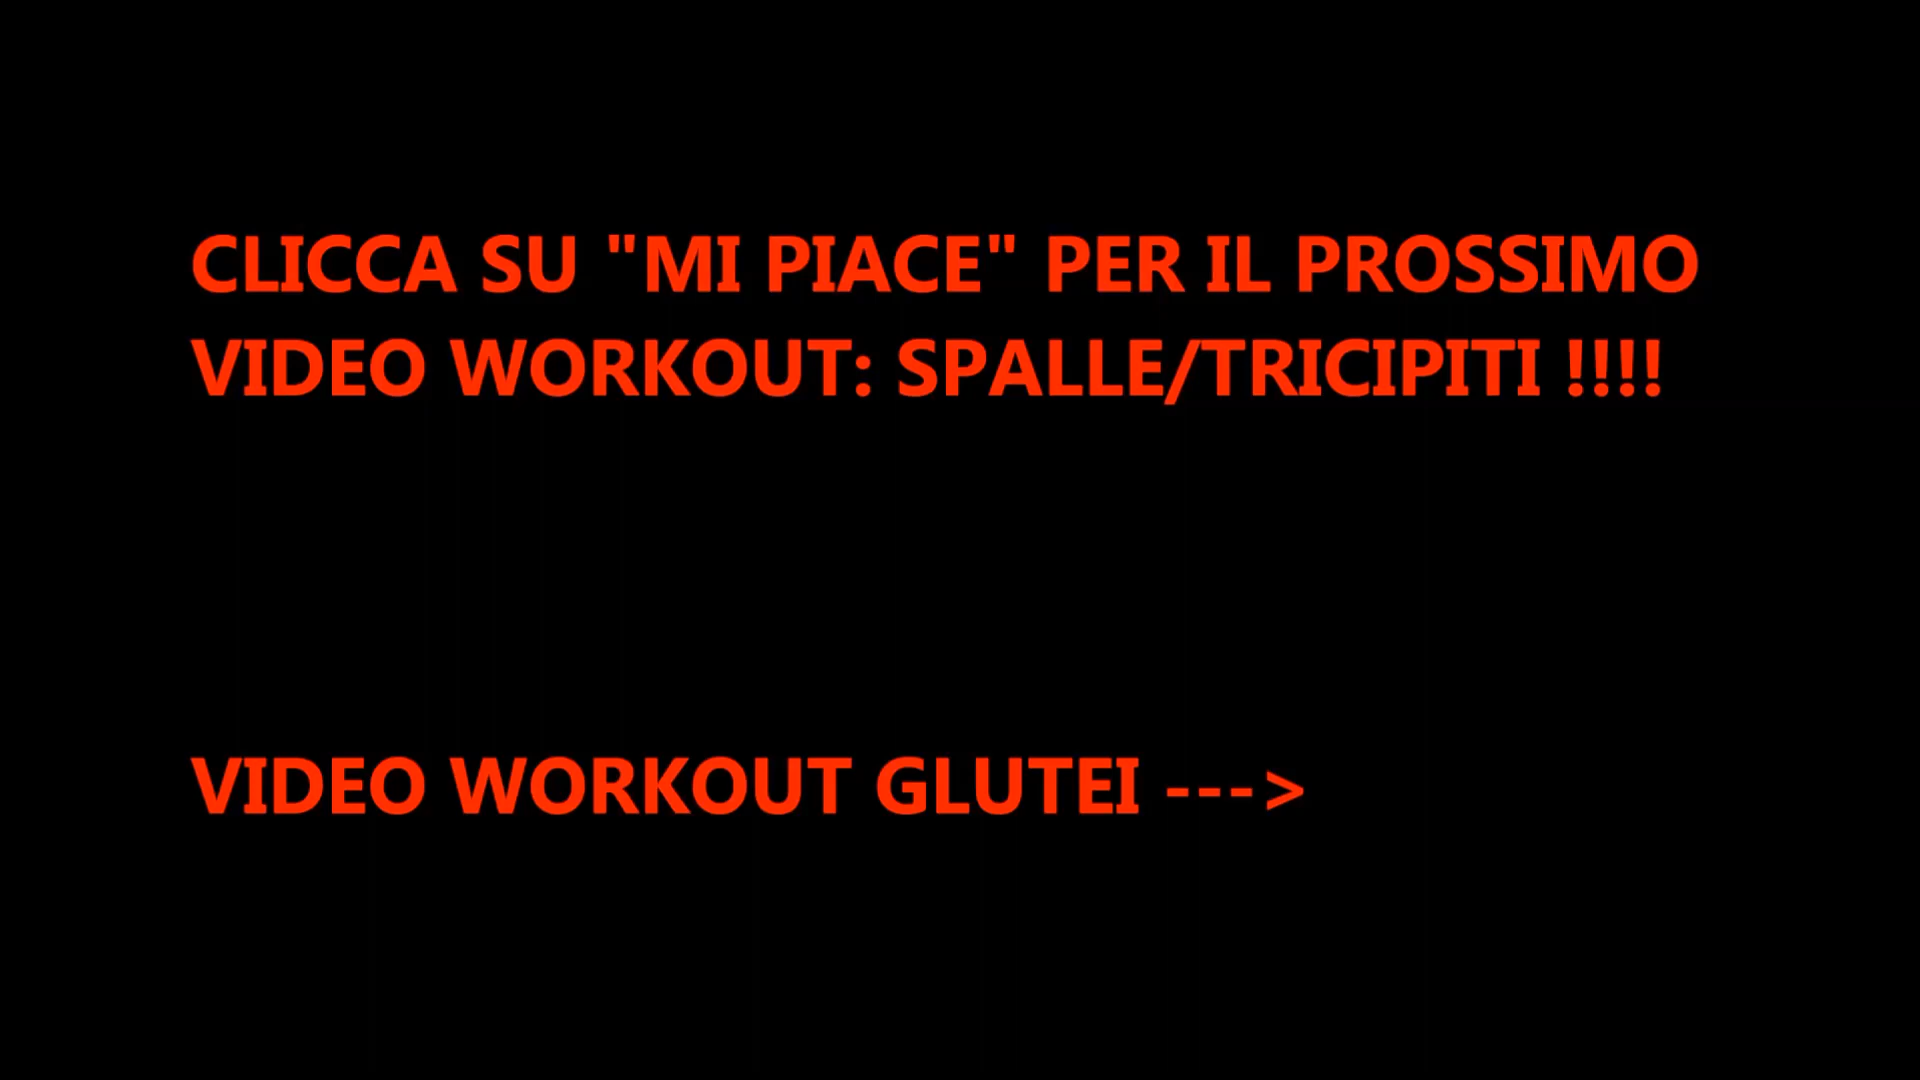 CLICCA SU "MI PIACE" PER IL PROSSIMO
VIDEO WORKOUT: SPALLE/TRICIPITI !!!!
VIDEO WORKOUT GLUTEI --->